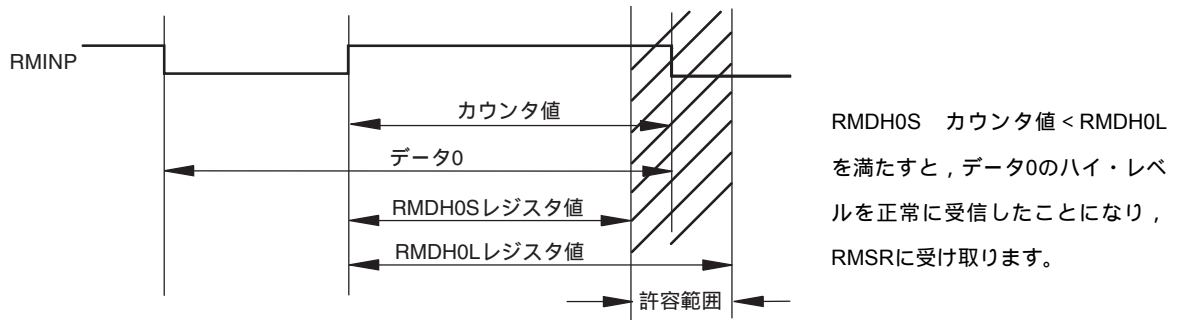 RMINP
カウンタ値
データ0
RMDH0Sレジスタ値
RMDH0Lレジスタ値
許容範囲
RMDH0S　カウンタ値＜RMDH0L
を満たすと，データ0のハイ・レベ
ルを正常に受信したことになり，
RMSRに受け取ります。